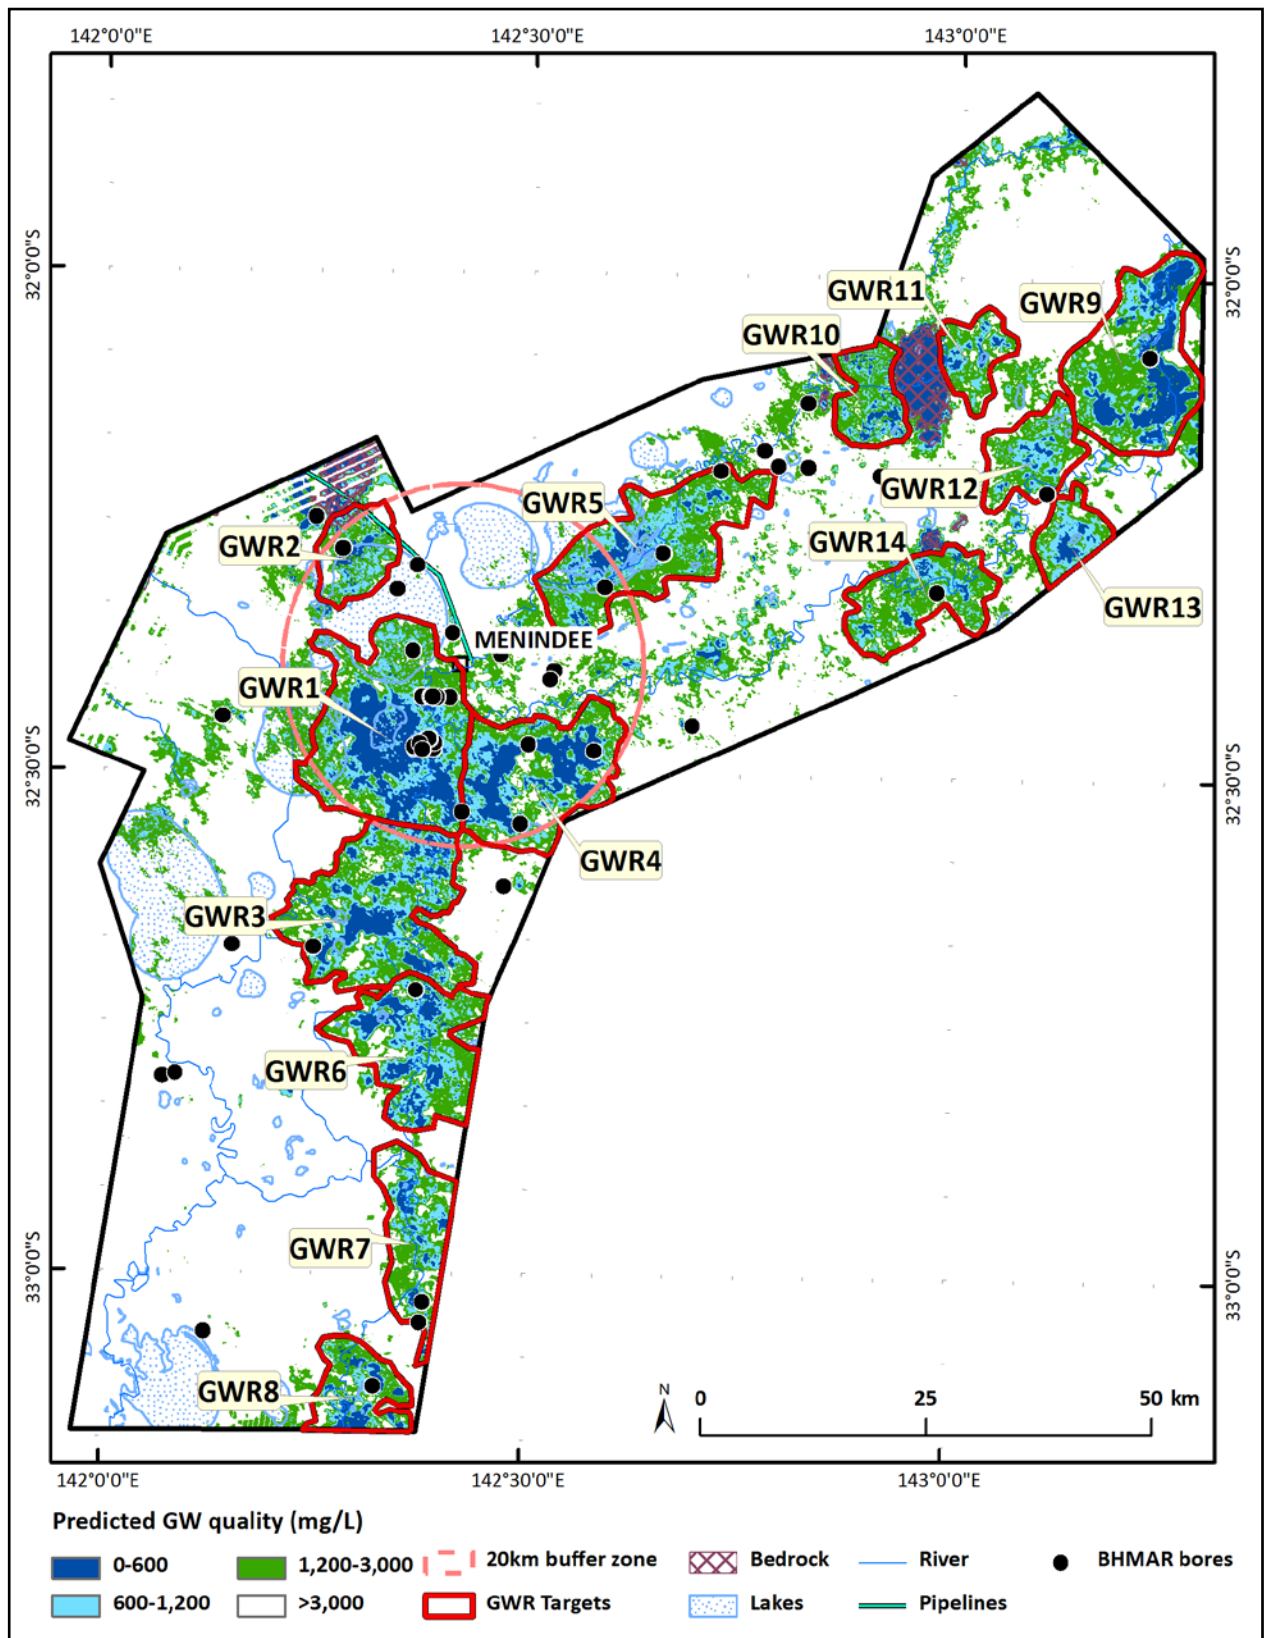 142°0'0"E 142°30'0"E 143°0'0"E
32°0'0"S
32°0'0"S
GWR11
GWR9
GWR10
GWR5
GWR12
GWR2
GWR14
GWR13
MENINDEE
GWR1
32°30'0"S
32°30'0"S
GWR4
GWR3
GWR6
GWR7
33°0'0"S
33°0'0"S
GWR8
N
0 25 50 km
142°0'0"E 142°30'0"E 143°0'0"E
Predicted GW quality (mg/L)
0-600 1,200-3,000 20km buffer zone Bedrock River BHMAR bores
600-1,200 >3,000 GWR Targets Lakes Pipelines